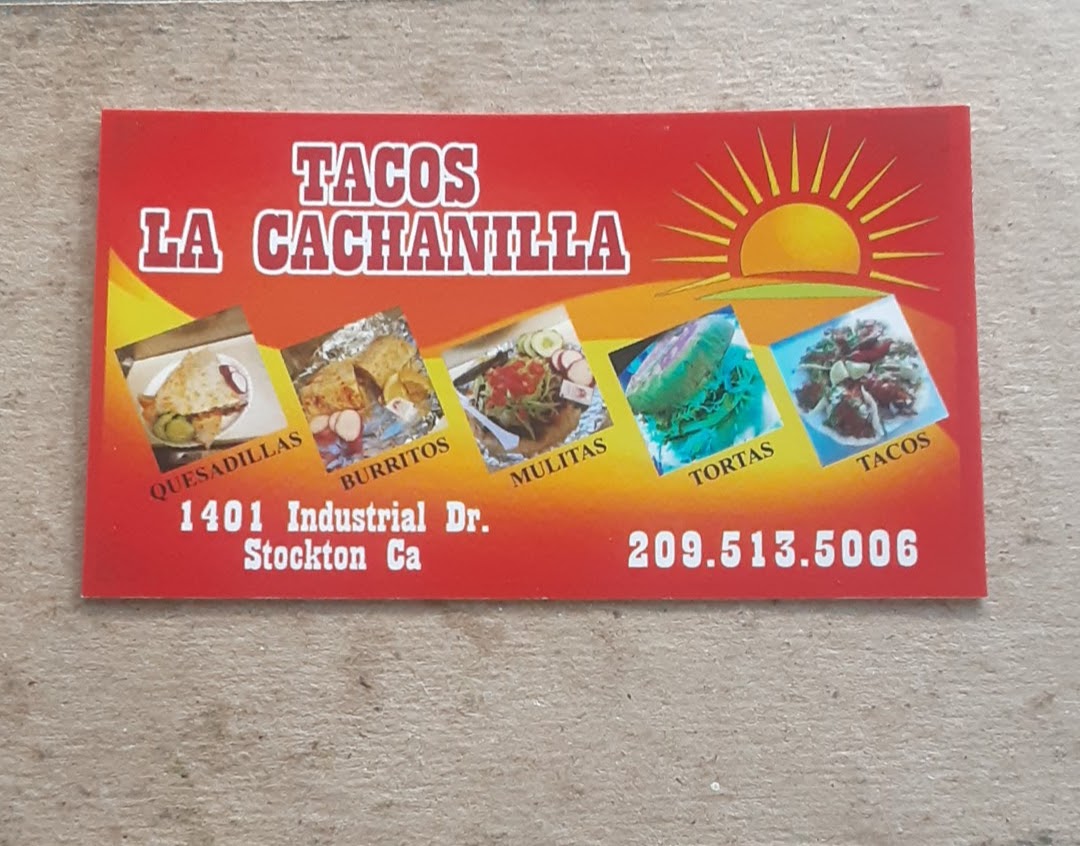 TACOS
LA CACHANILLA
QUESADILLAS
BURRITOS
MULITAS
TORTAS
TACOS
1401 Industrial Dr.
Stockton Ca
209.513.5006